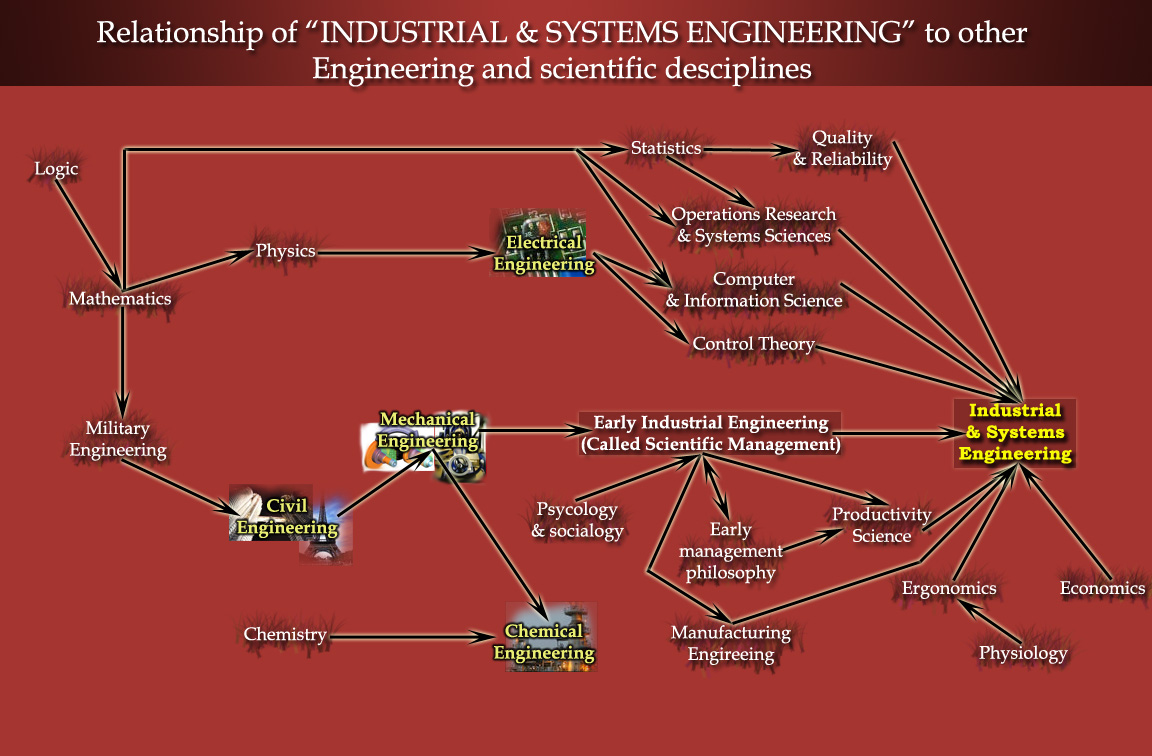 Relationship of “INDUSTRIAL & SYSTEMS ENGINEERING” to other
Engineering and scientific desciplines
Logic
Statistics
Quality
& Reliability
Operations Research
& Systems Sciences
Physics
Electrical
Engineering
Computer
& Information Science
Mathematics
Control Theory
Military
Engineering
Mechanical
Engineering
Early Industrial Engineering
(Called Scientific Management)
Industrial
& Systems
Engineering
Civil
Engineering
Psycology
& socialogy
Early
management
philosophy
Productivity
Science
Ergonomics
Economics
Chemistry
Chemical
Engineering
Manufacturing
Engireeing
Physiology